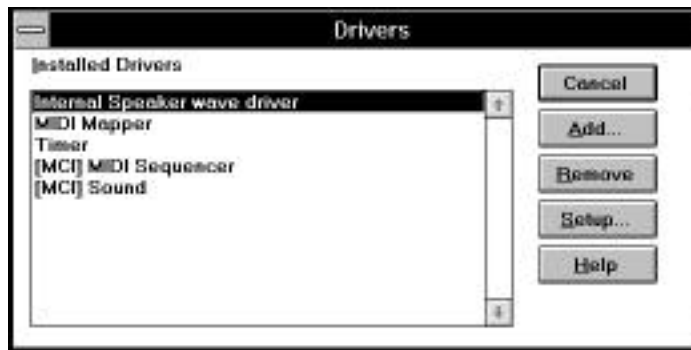 Drivers
Installed Drivers
Internal Speaker wave driver
MIDI Mapper
Timer
[MCI] MIDI Sequencer
[MCI] Sound
Cancel
Add...
Remove
Setup...
Help